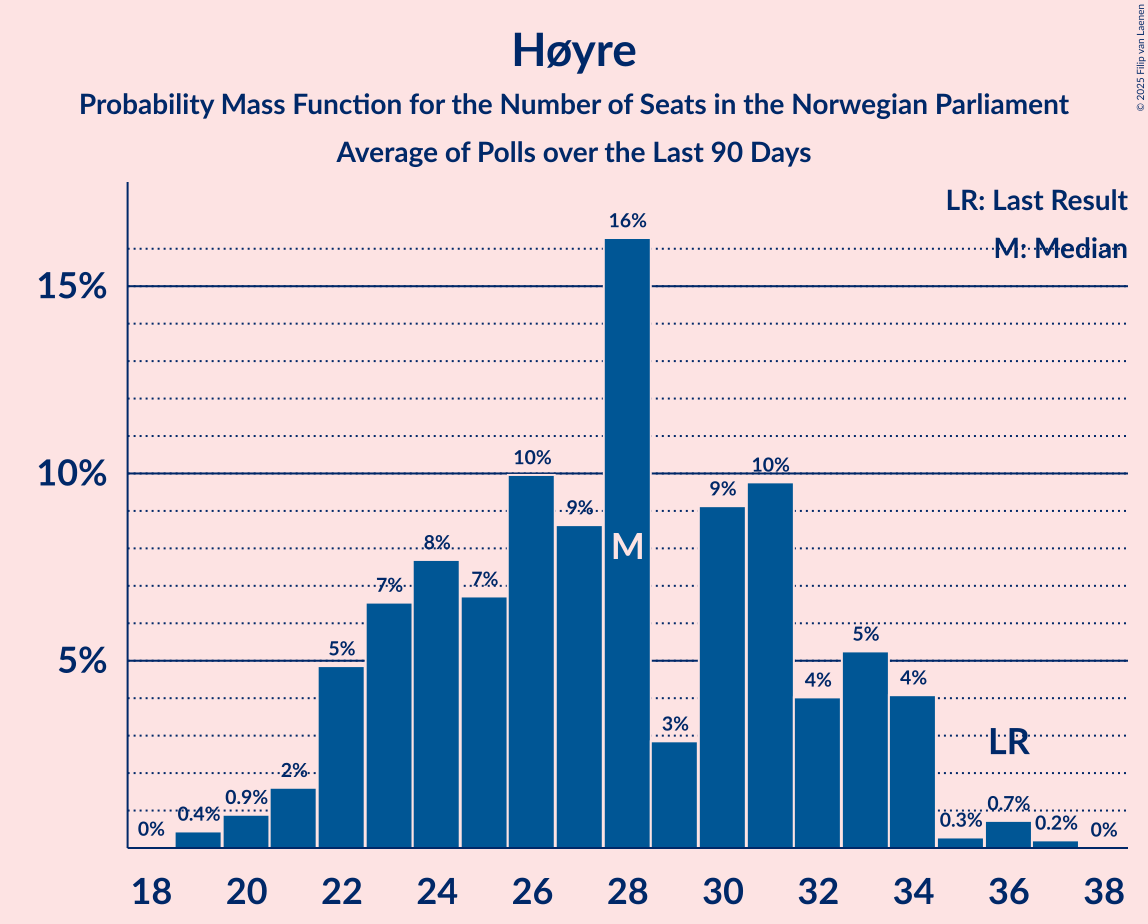 Høyre
Probability Mass Function for the Number of Seats in the Norwegian Parliament
Average of Polls over the Last 90 Days
© 2025 Filip van Laenen
LR: Last Result
M: Median
15%
10%
5%
0%
0.4%
0.9%
2%
5%
7%
8%
7%
10%
9%
16%
M
3%
9%
10%
4%
5%
4%
0.3%
LR
0.7%
0.2%
0%
18 20 22 24 26 28 30 32 34 36 38